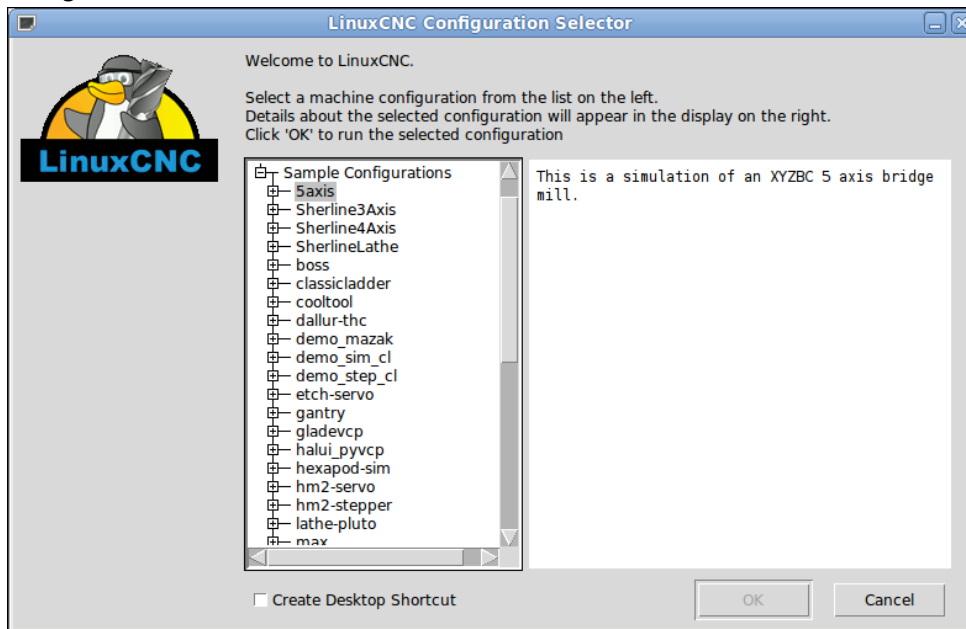 LinuxCNC Configuration Selector
Welcome to LinuxCNC.
Select a machine configuration from the list on the left.
Details about the selected configuration will appear in the display on the right.
Click 'OK' to run the selected configuration
LinuxCNC
Sample Configurations
5axis
Sherline3Axis
Sherline4Axis
SherlineLathe
boss
classicladder
cooltool
dallur-thc
demo_mazak
demo_sim_cl
demo_step_cl
etch-servo
gantry
gladevcp
halui_pyvcp
hexapod-sim
hm2-servo
hm2-stepper
lathe-pluto
max
This is a simulation of an XYZBC 5 axis bridge
mill.
Create Desktop Shortcut
OK
Cancel